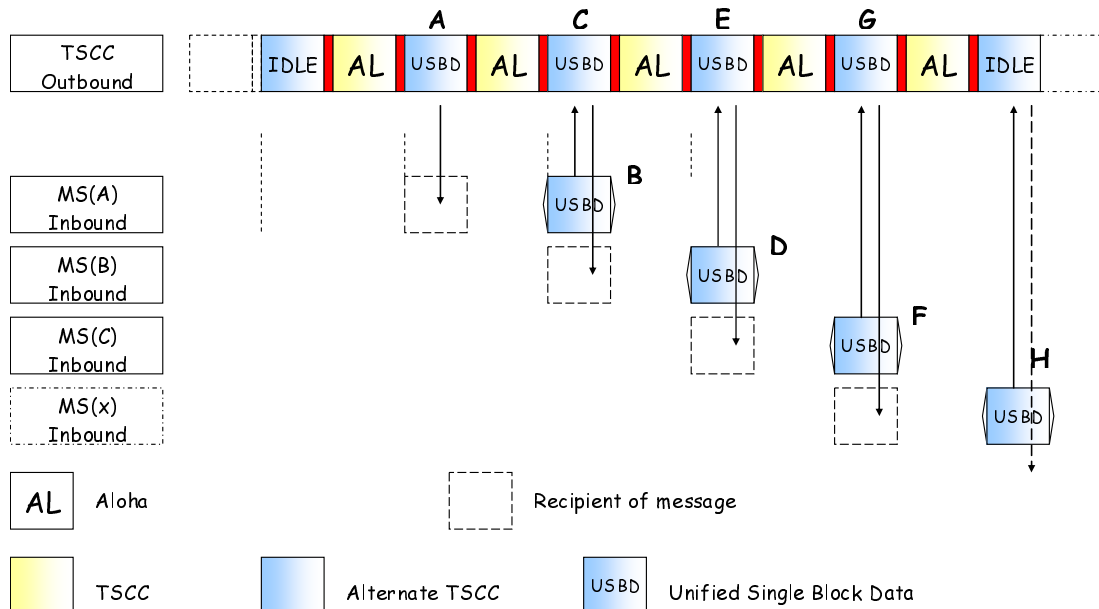 A C E G
TSCC
Outbound
IDLE AL USBD AL USBD AL USBD AL USBD AL IDLE
MS(A)
Inbound
USBD B
MS(B)
Inbound
USBD D
MS(C)
Inbound
USBD F
MS(x)
Inbound
USBD H
AL Aloha
Recipient of message
TSCC
Alternate TSCC
USBD Unified Single Block Data